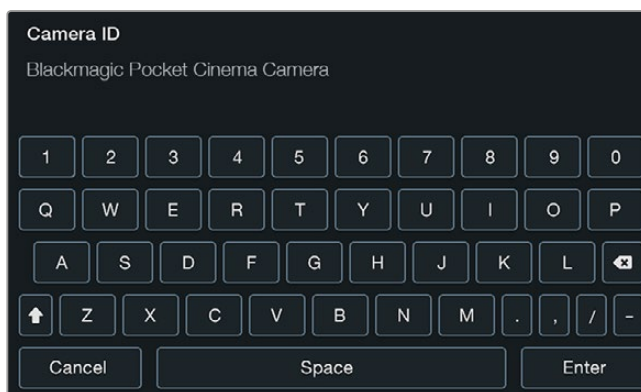 Camera ID
Blackmagic Pocket Cinema Camera
1 2 3 4 5 6 7 8 9 0
Q W E R T Y U I O P
A S D F G H J K L
Z X C V B N M . , / -
Cancel Space Enter